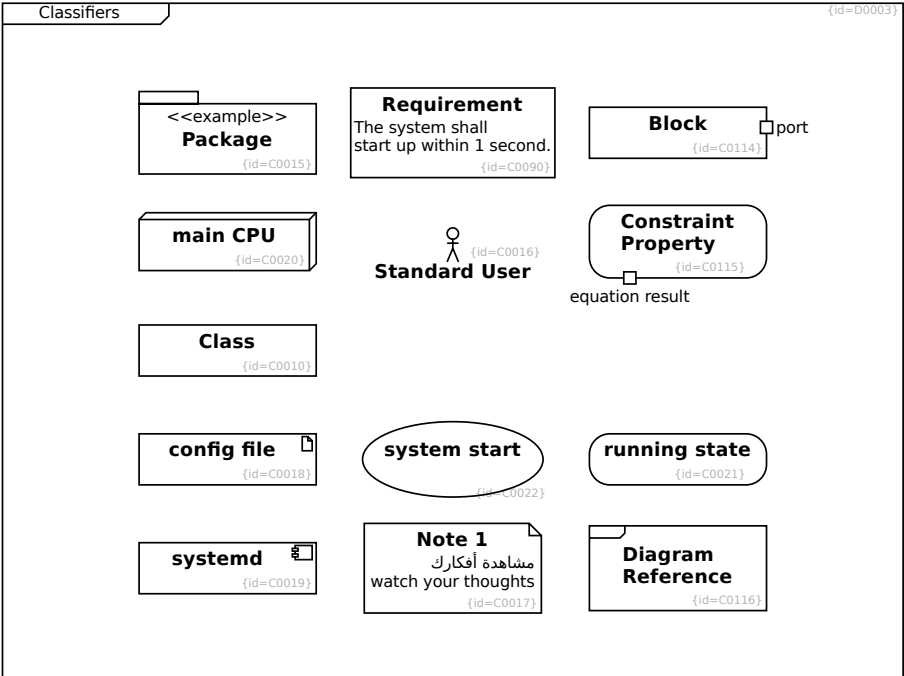 Classifiers
{id=D0003}
<<example>>
Package
{id=C0015}
Requirement
The system shall
start up within 1 second.
{id=C0090}
Block
port
{id=C0114}
main CPU
{id=C0020}
{id=C0016}
Standard User
Constraint
Property
{id=C0115}
equation result
Class
{id=C0010}
config file
{id=C0018}
system start
{id=C0022}
running state
{id=C0021}
systemd
{id=C0019}
Note 1
مشاهدة أفكارك
watch your thoughts
{id=C0017}
Diagram
Reference
{id=C0116}